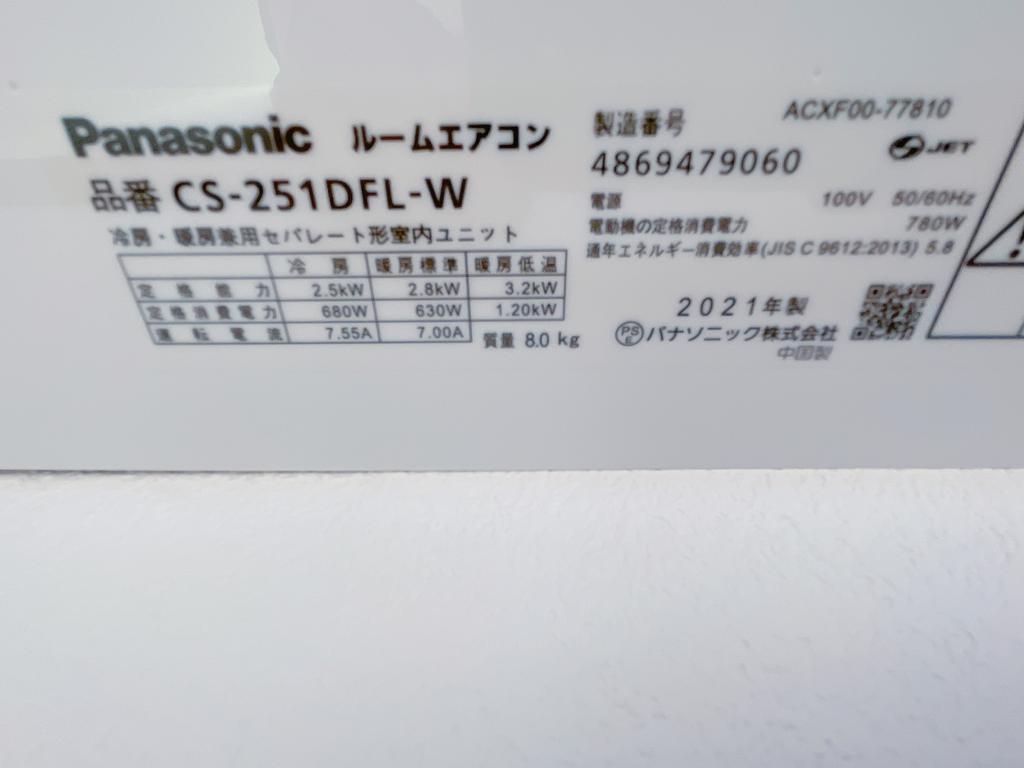 Panasonic ルームエアコン
品番 CS-251DFL-W
冷房・暖房兼用セパレート形室内ユニット
冷房 暖房標準 暖房低温
定格能力 2.5kW 2.8kW 3.2kW
定格消費電力 680W 630W 1.20kW
運転電流 7.55A 7.00A
質量 8.0 kg
ACXF00-77810
製造番号
4869479060
JET
電源 100V 50/60Hz
電動機の定格消費電力 780W
通年エネルギー消費効率(JIS C 9612:2013) 5.8
2021年製
PS E パナソニック株式会社
中国製